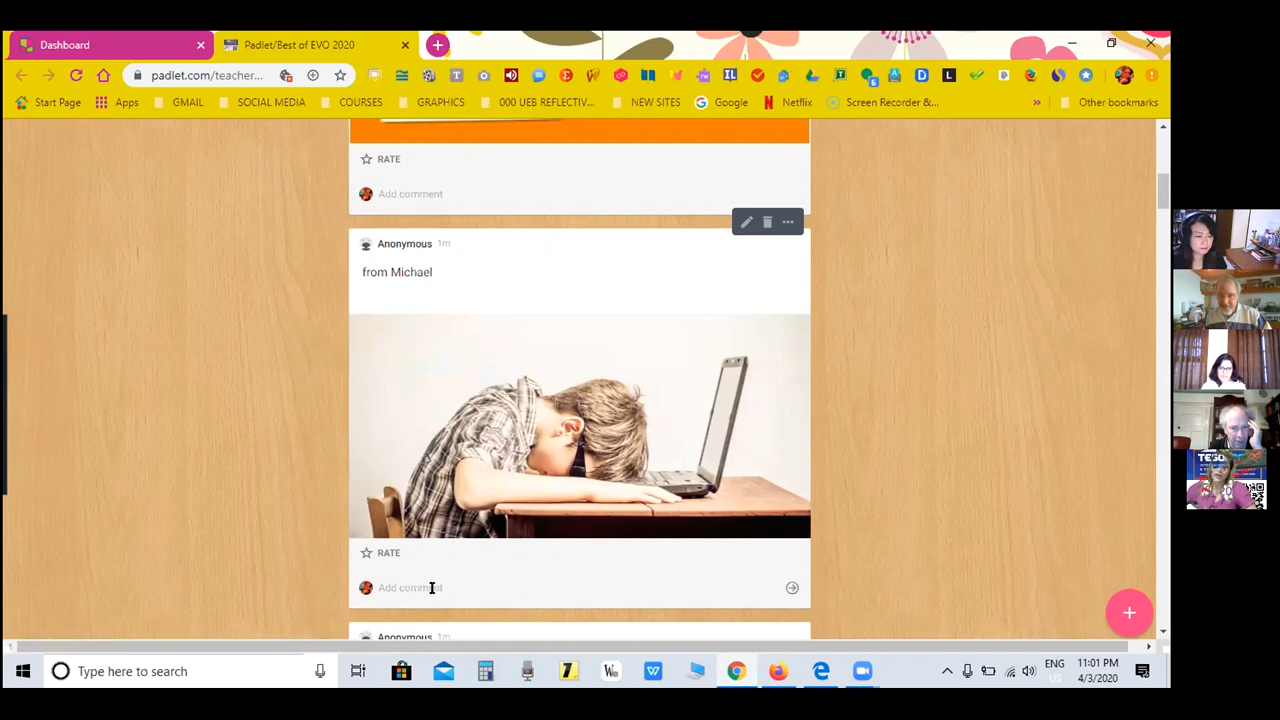 Dashboard
Padlet/Best of EVO 2020
padlet.com/teacher...
Start Page
Apps
GMAIL
SOCIAL MEDIA
COURSES
GRAPHICS
000 UEB REFLECTIV...
NEW SITES
Google
Netflix
Screen Recorder &...
Other bookmarks
RATE
Add comment
Anonymous 1m
from Michael
RATE
Add comment
Anonymous 1m
Type here to search
ENG
US
11:01 PM
4/3/2020